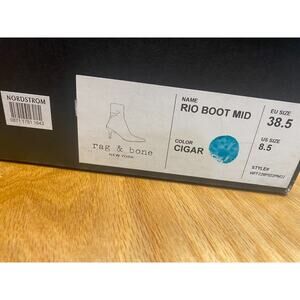 NORDSTROM
rag & bone
NEW YORK
NAME
RIO BOOT MID
COLOR
CIGAR
EU SIZE
38.5
US SIZE
8.5
STYLE#